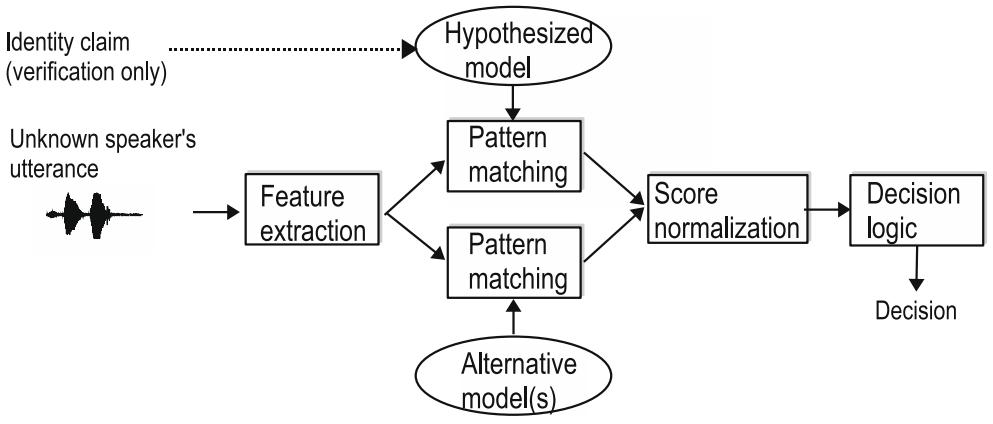 Identity claim
(verification only)
Hypothesized
model
Unknown speaker's
utterance
Feature
extraction
Pattern
matching
Pattern
matching
Score
normalization
Decision
logic
Decision
Alternative
model(s)